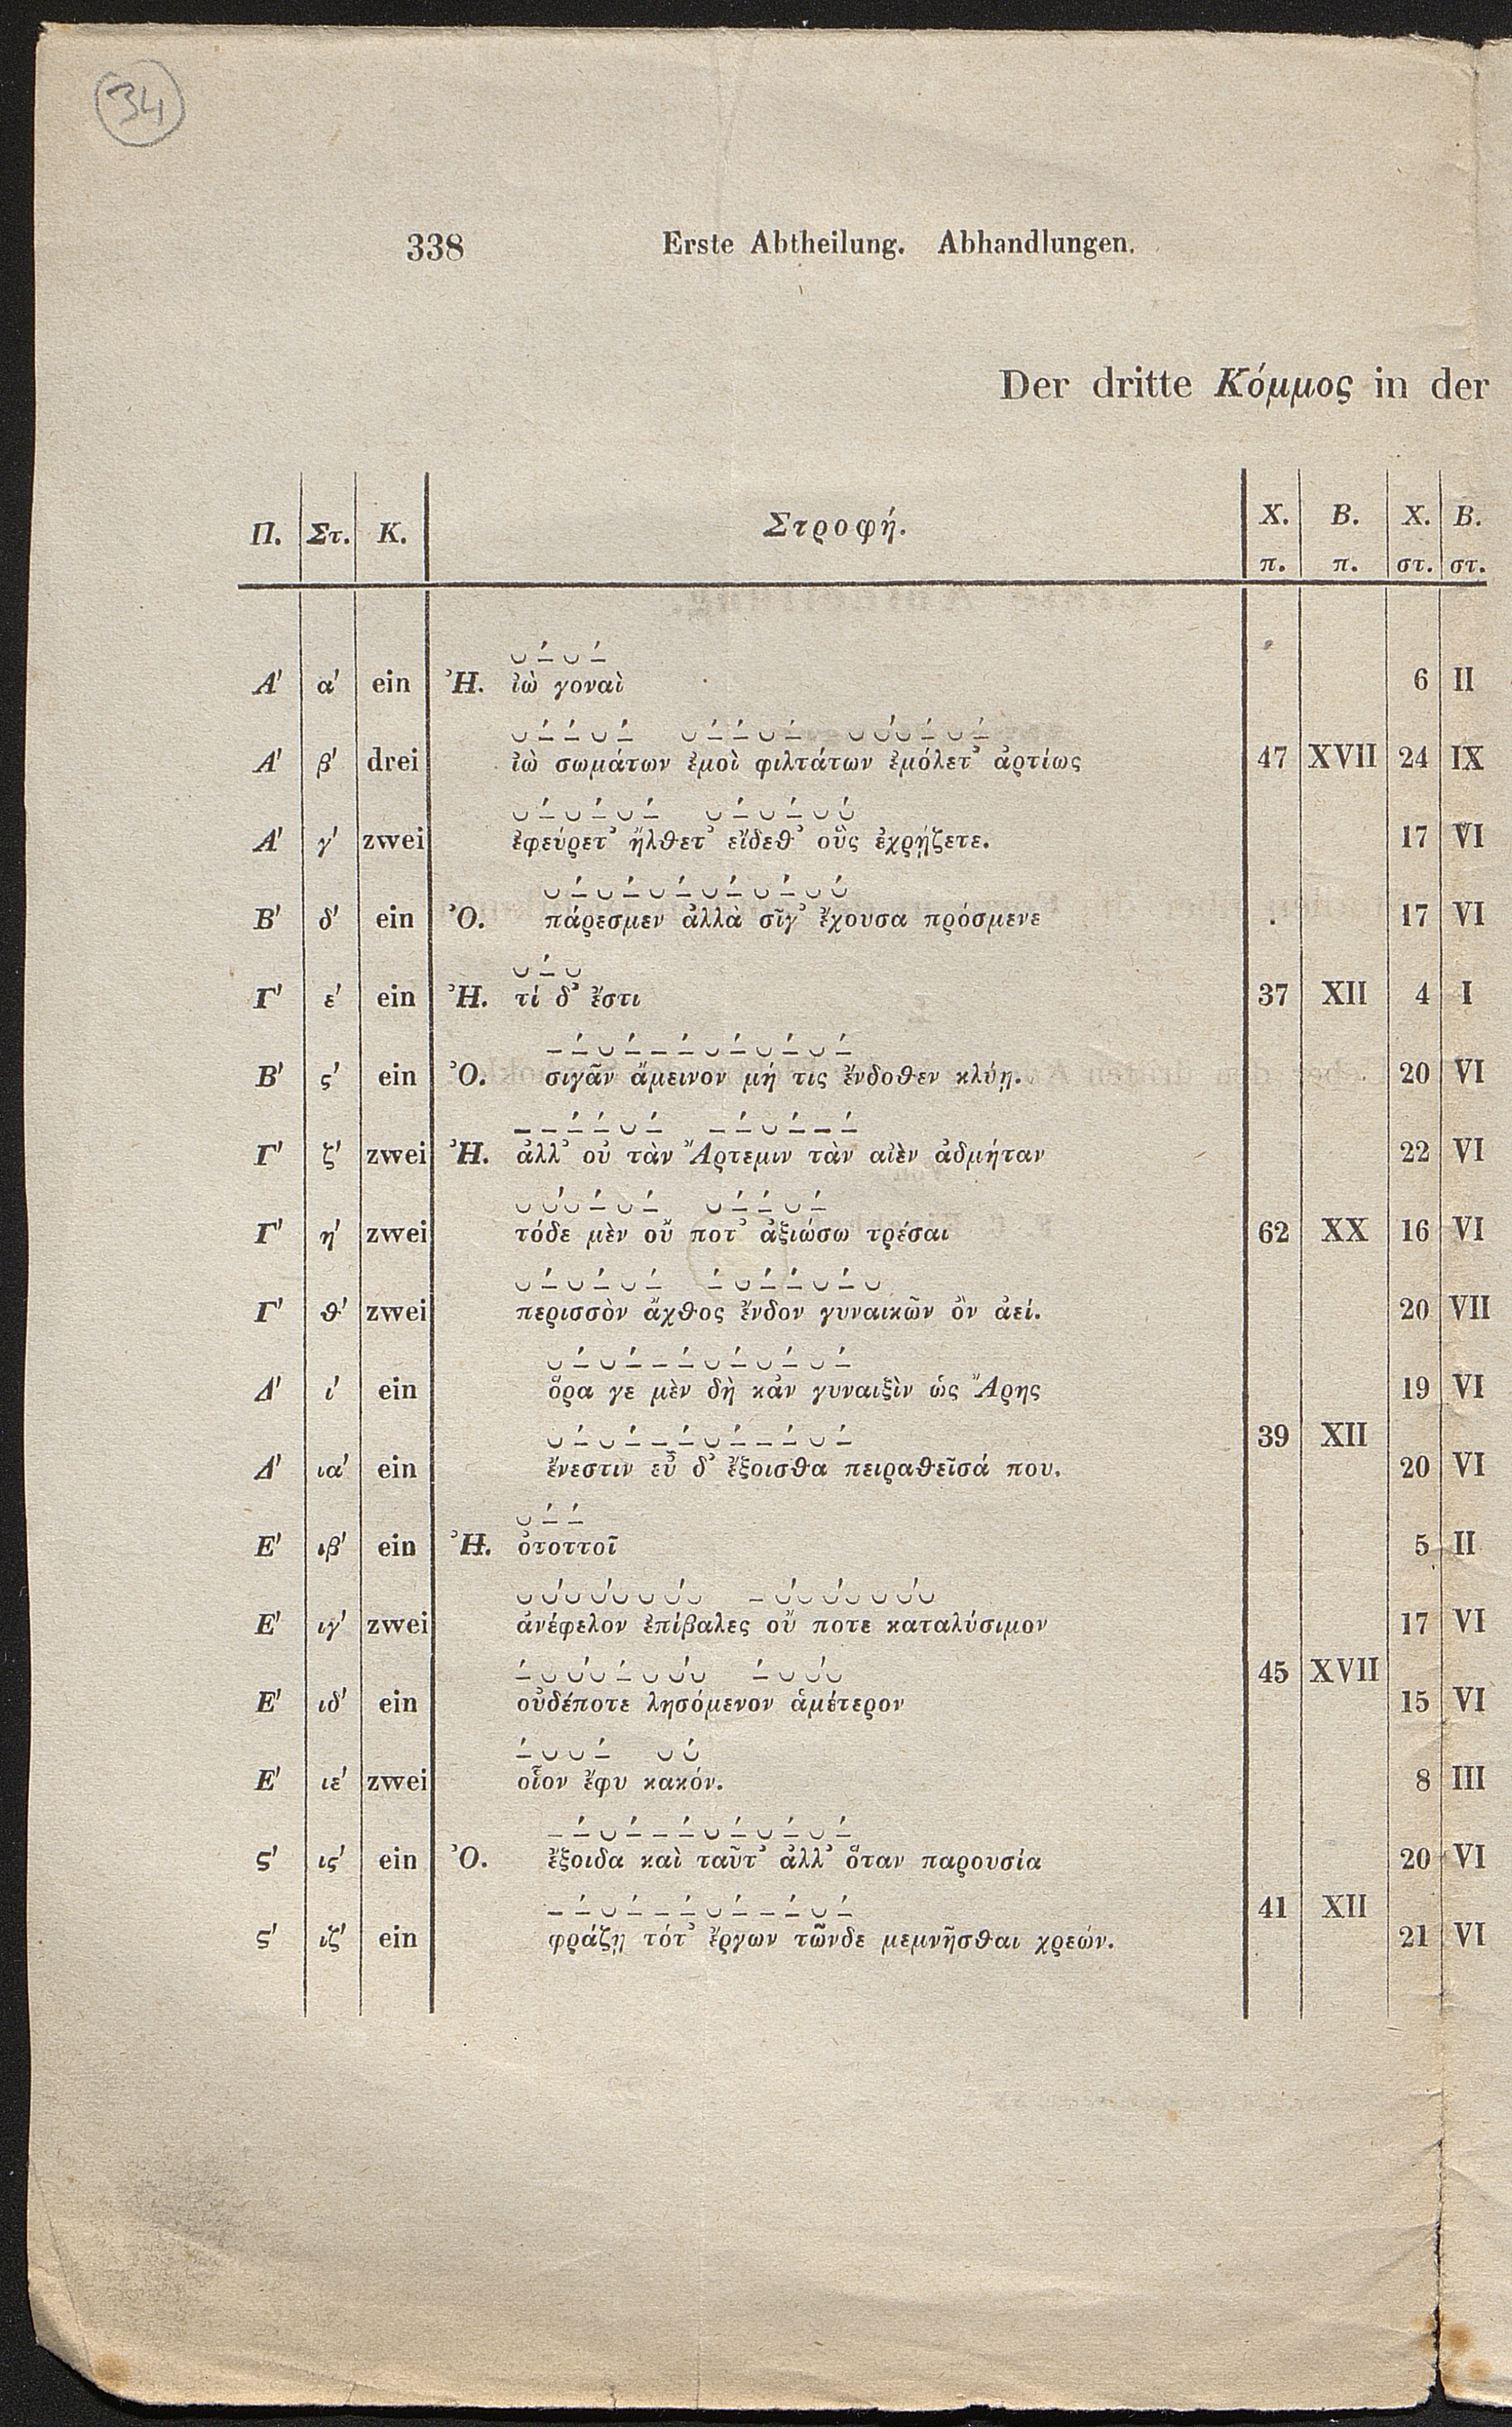 34
338 Erste Abtheilung. Abhandlungen.
Der dritte Κόμμος in der
Π. Στ. Κ. Στροφή. Χ. π. Β. π. Χ. στ. Β. στ.
∪ –́ ∪ –́
Α′ α′ ein Ἠ. ἰὼ γοναὶ 6 II
Α′ β′ drei ἰὼ σωμάτων ἐμοὶ φιλτάτων ἐμόλετ᾽ ἀρτίως 47 XVII 24 IX
Α′ γ′ zwei ἐφεύρετ᾽ ἤλθετ᾽ εἴδεθ᾽ οὓς ἐχρῄζετε. 17 VI
Β′ δ′ ein Ὀ. πάρεσμεν ἀλλὰ σῖγ᾽ ἔχουσα πρόσμενε 17 VI
∪ –́ ∪
Γ′ ε′ ein Ἠ. τί δ᾽ ἔστι 37 XII 4 I
Β′ ς′ ein Ὀ. σιγᾶν ἄμεινον μή τις ἔνδοθεν κλύῃ. 20 VI
Γ′ ζ′ zwei Ἠ. ἀλλ᾽ οὐ τὰν Ἄρτεμιν τὰν αἰὲν ἀδμήταν 22 VI
Γ′ η′ zwei τόδε μὲν οὔ ποτ᾽ ἀξιώσω τρέσαι 62 XX 16 VI
Γ′ θ′ zwei περισσὸν ἄχθος ἔνδον γυναικῶν ὂν ἀεί. 20 VII
Δ′ ι′ ein ὅρα γε μὲν δὴ κἀν γυναιξὶν ὡς Ἄρης 19 VI
39 XII
Δ′ ια′ ein ἔνεστιν εὖ δ᾽ ἔξοισθα πειραθεῖσά που. 20 VI
∪ –́ –́
Ε′ ιβ′ ein Ἠ. ὀτοττοῖ 5 II
Ε′ ιγ′ zwei ἀνέφελον ἐπίβαλες οὔ ποτε καταλύσιμον 17 VI
45 XVII
Ε′ ιδ′ ein οὐδέποτε λησόμενον ἁμέτερον 15 VI
Ε′ ιε′ zwei οἷον ἔφυ κακόν. 8 III
ς′ ις′ ein Ὀ. ἔξοιδα καὶ ταῦτ᾽ ἀλλ᾽ ὅταν παρουσία 20 VI
41 XII
ς′ ιζ′ ein φράζῃ τότ᾽ ἔργων τῶνδε μεμνῆσθαι χρεών. 21 VI